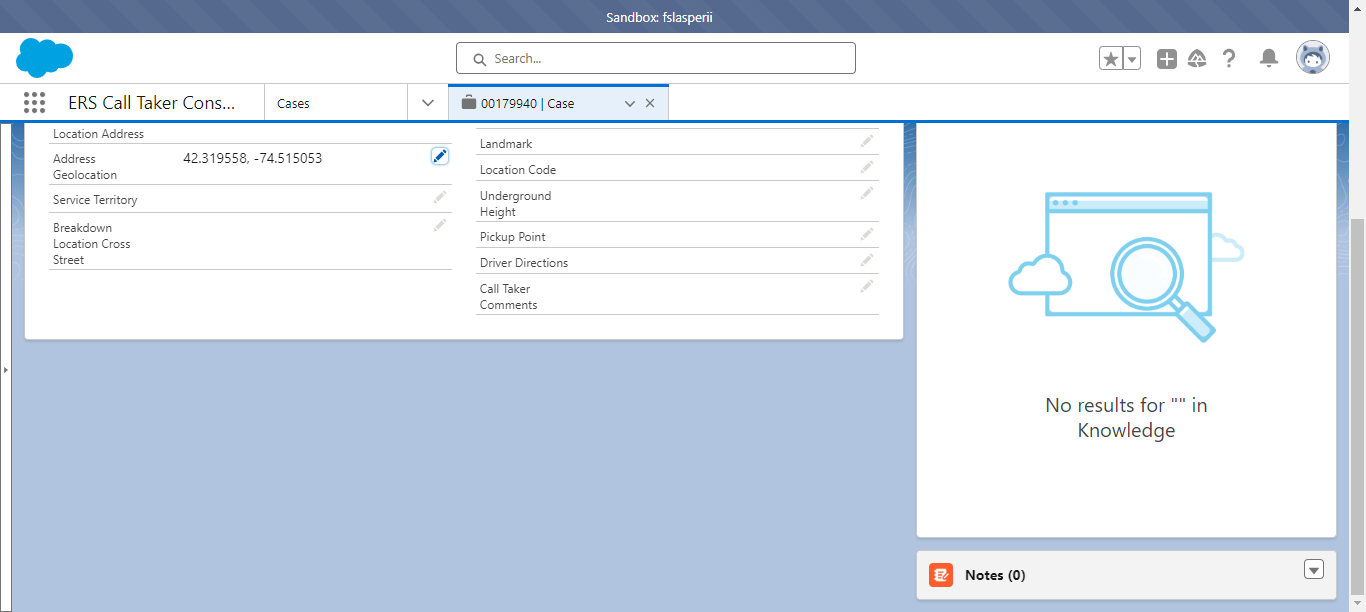 Sandbox: fslasperii
Search...
ERS Call Taker Cons...
Cases
00179940 | Case
Location Address
Address
Geolocation
42.319558, -74.515053
Service Territory
Breakdown
Location Cross
Street
Landmark
Location Code
Underground
Height
Pickup Point
Driver Directions
Call Taker
Comments
No results for "" in
Knowledge
Notes (0)